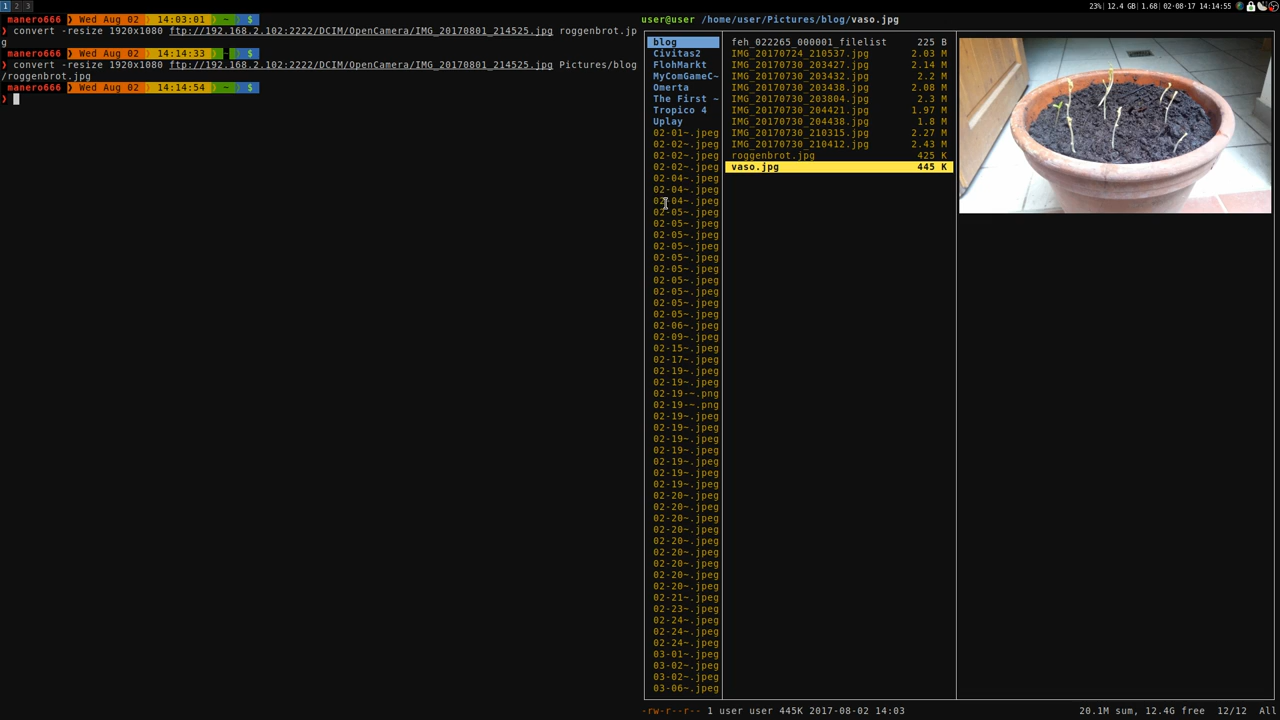 1 2 3
23% | 12.4 GB | 1.68 | 02-08-17 14:14:55
manero666 Wed Aug 02 14:03:01 ~ $
❯ convert -resize 1920x1080 ftp://192.168.2.102:2222/DCIM/OpenCamera/IMG_20170801_214525.jpg roggenbrot.jp
g
manero666 Wed Aug 02 14:14:33 ~ $
❯ convert -resize 1920x1080 ftp://192.168.2.102:2222/DCIM/OpenCamera/IMG_20170801_214525.jpg Pictures/blog
/roggenbrot.jpg
manero666 Wed Aug 02 14:14:54 ~ $
❯
user@user /home/user/Pictures/blog/vaso.jpg
blog
Civitas2
FlohMarkt
MyComGameC~
Omerta
The First ~
Tropico 4
Uplay
02-01~.jpeg
02-02~.jpeg
02-02~.jpeg
02-02~.jpeg
02-04~.jpeg
02-04~.jpeg
02-04~.jpeg
02-05~.jpeg
02-05~.jpeg
02-05~.jpeg
02-05~.jpeg
02-05~.jpeg
02-05~.jpeg
02-05~.jpeg
02-05~.jpeg
02-05~.jpeg
02-05~.jpeg
02-06~.jpeg
02-09~.jpeg
02-15~.jpeg
02-17~.jpeg
02-19~.jpeg
02-19~.jpeg
02-19-~.png
02-19-~.png
02-19~.jpeg
02-19~.jpeg
02-19~.jpeg
02-19~.jpeg
02-19~.jpeg
02-19~.jpeg
02-19~.jpeg
02-20~.jpeg
02-20~.jpeg
02-20~.jpeg
02-20~.jpeg
02-20~.jpeg
02-20~.jpeg
02-20~.jpeg
02-20~.jpeg
02-20~.jpeg
02-21~.jpeg
02-23~.jpeg
02-24~.jpeg
02-24~.jpeg
02-24~.jpeg
03-01~.jpeg
03-02~.jpeg
03-02~.jpeg
03-06~.jpeg
feh_022265_000001_filelist 225 B
IMG_20170724_210537.jpg 2.03 M
IMG_20170730_203427.jpg 2.14 M
IMG_20170730_203432.jpg 2.2 M
IMG_20170730_203438.jpg 2.08 M
IMG_20170730_203804.jpg 2.3 M
IMG_20170730_204421.jpg 1.97 M
IMG_20170730_204438.jpg 1.8 M
IMG_20170730_210315.jpg 2.27 M
IMG_20170730_210412.jpg 2.43 M
roggenbrot.jpg 425 K
vaso.jpg 445 K
-rw-r--r-- 1 user user 445K 2017-08-02 14:03
20.1M sum, 12.4G free 12/12 All